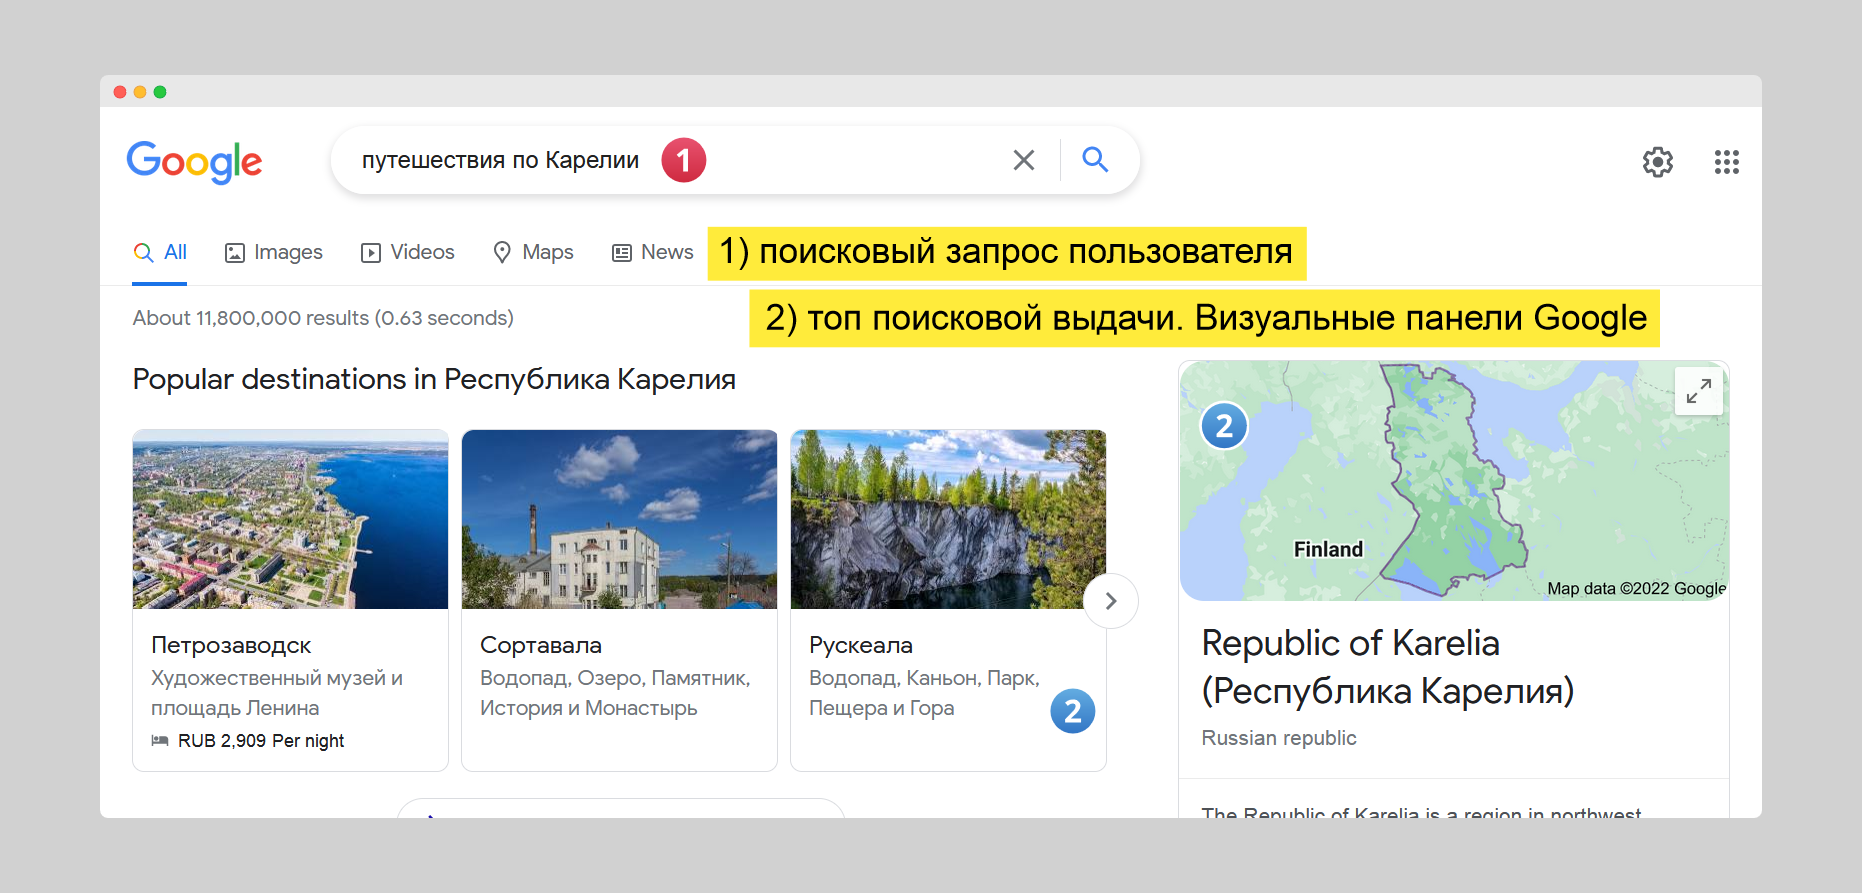 Google
путешествия по Карелии 1
All Images Videos Maps News
1) поисковый запрос пользователя
About 11,800,000 results (0.63 seconds)
2) топ поисковой выдачи. Визуальные панели Google
Popular destinations in Республика Карелия
2
Finland
Map data ©2022 Google
Петрозаводск
Художественный музей и
площадь Ленина
RUB 2,909 Per night
Сортавала
Водопад, Озеро, Памятник,
История и Монастырь
Рускеала
Водопад, Каньон, Парк,
Пещера и Гора
2
Republic of Karelia
(Республика Карелия)
Russian republic
The Republic of Karelia is a region in northwest